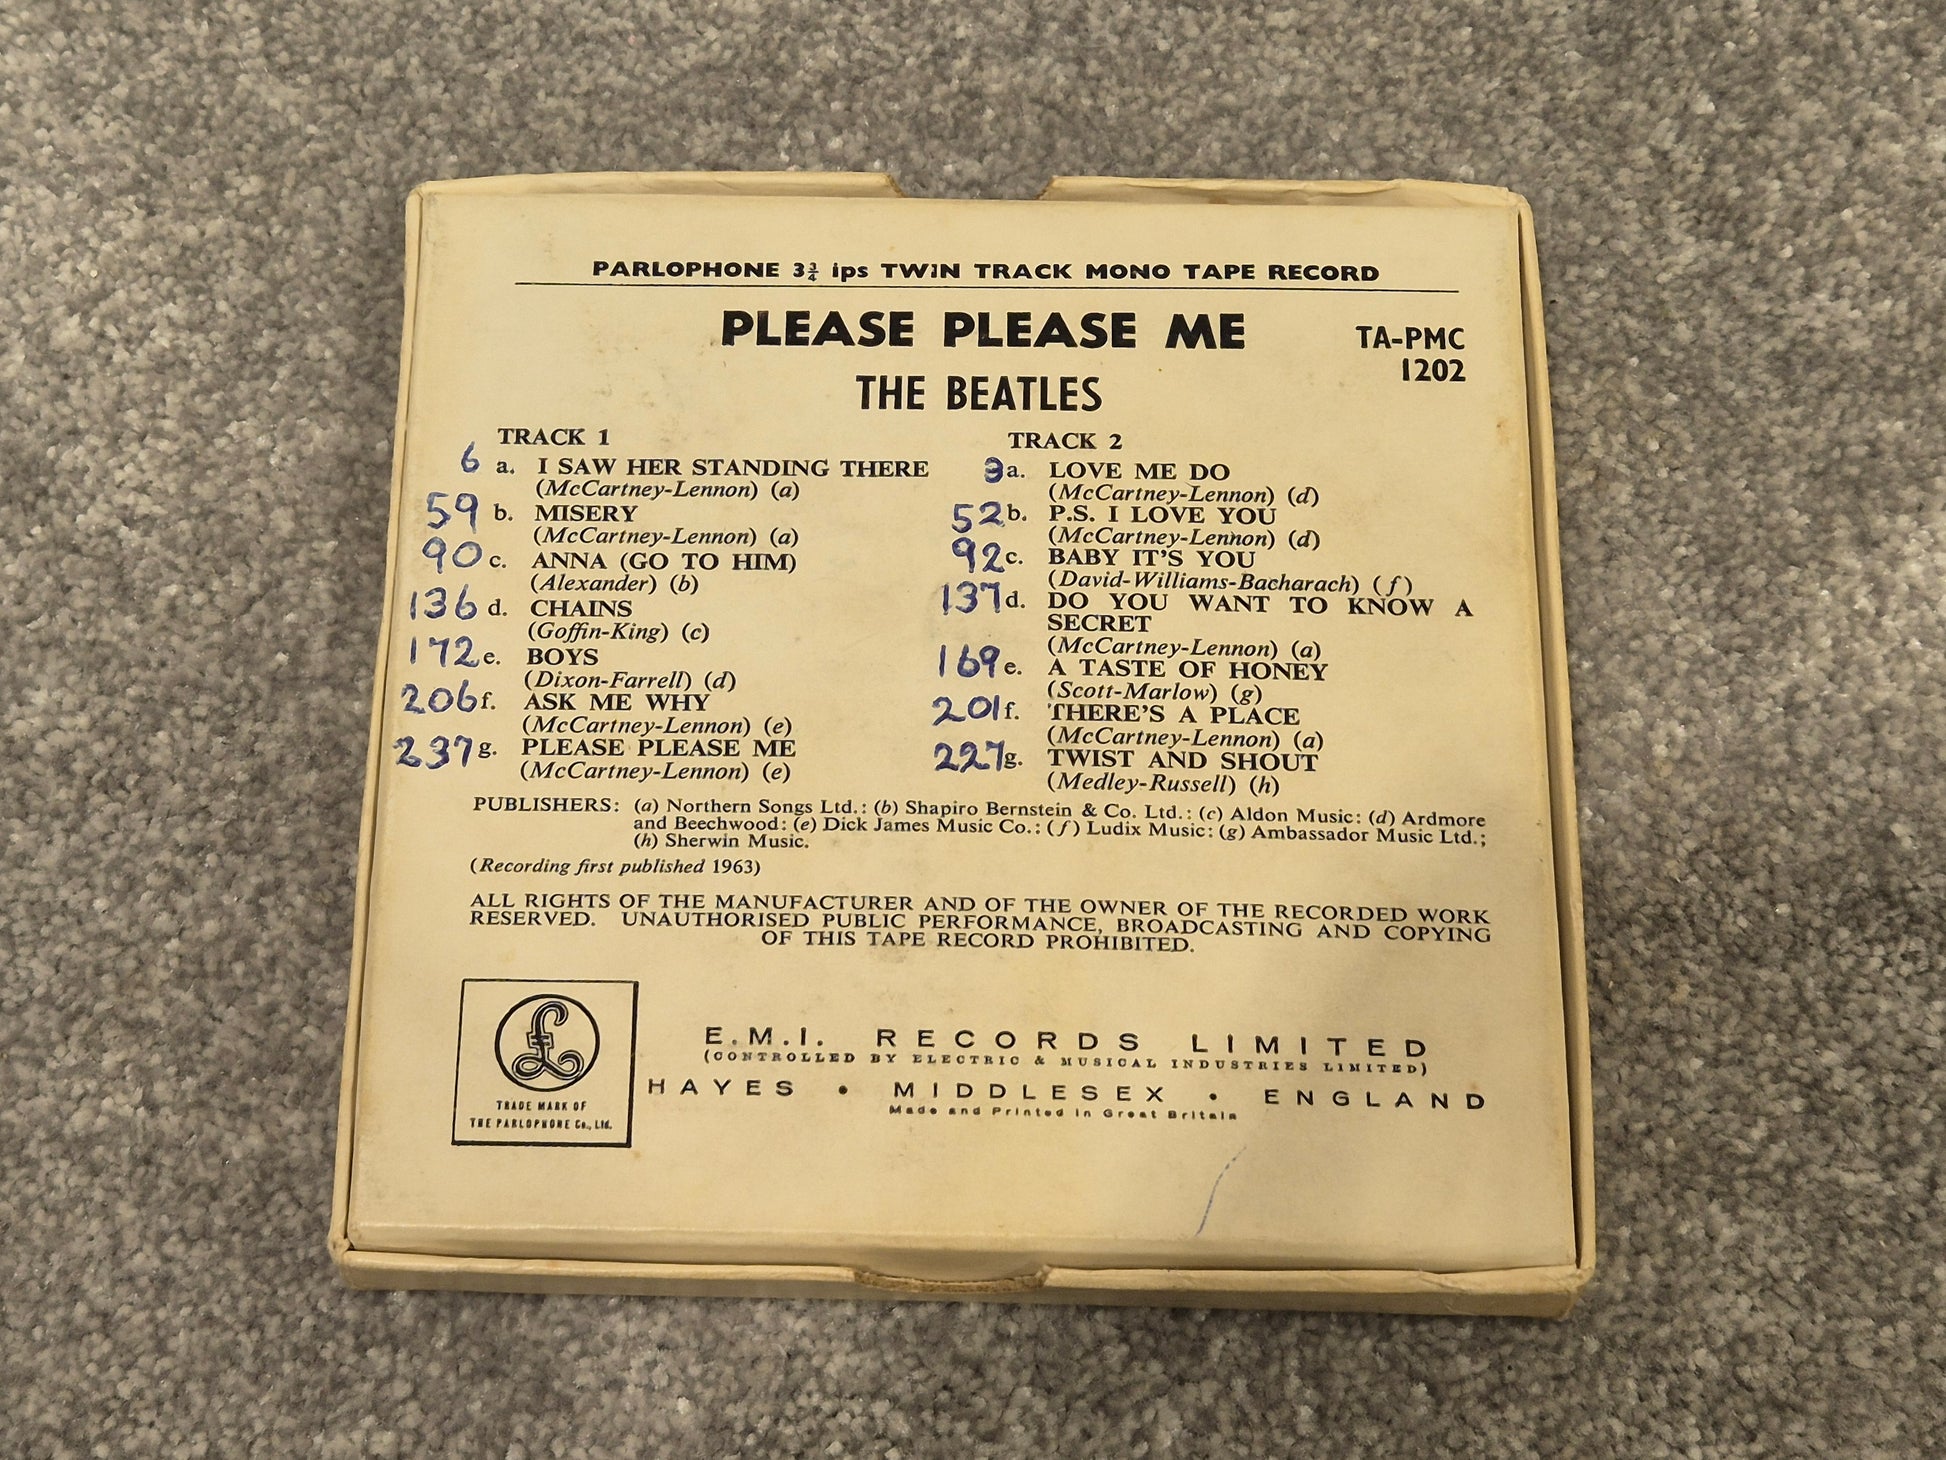 PARLOPHONE 3¾ ips TWIN TRACK MONO TAPE RECORD
PLEASE PLEASE ME
TA-PMC
1202
THE BEATLES
TRACK 1
6 a. I SAW HER STANDING THERE
(McCartney-Lennon) (a)
59 b. MISERY
(McCartney-Lennon) (a)
90 c. ANNA (GO TO HIM)
(Alexander) (b)
136 d. CHAINS
(Goffin-King) (c)
172 e. BOYS
(Dixon-Farrell) (d)
206 f. ASK ME WHY
(McCartney-Lennon) (e)
237 g. PLEASE PLEASE ME
(McCartney-Lennon) (e)
TRACK 2
3 a. LOVE ME DO
(McCartney-Lennon) (d)
52 b. P.S. I LOVE YOU
(McCartney-Lennon) (d)
92 c. BABY IT'S YOU
(David-Williams-Bacharach) (f)
137 d. DO YOU WANT TO KNOW A
SECRET
(McCartney-Lennon) (a)
169 e. A TASTE OF HONEY
(Scott-Marlow) (g)
201 f. THERE'S A PLACE
(McCartney-Lennon) (a)
227 g. TWIST AND SHOUT
(Medley-Russell) (h)
PUBLISHERS: (a) Northern Songs Ltd.: (b) Shapiro Bernstein & Co. Ltd.: (c) Aldon Music: (d) Ardmore
and Beechwood: (e) Dick James Music Co.: (f) Ludix Music: (g) Ambassador Music Ltd.;
(h) Sherwin Music.
(Recording first published 1963)
ALL RIGHTS OF THE MANUFACTURER AND OF THE OWNER OF THE RECORDED WORK
RESERVED. UNAUTHORISED PUBLIC PERFORMANCE, BROADCASTING AND COPYING
OF THIS TAPE RECORD PROHIBITED.
£
TRADE MARK OF
THE PARLOPHONE Co., Ltd.
E.M.I. RECORDS LIMITED
(CONTROLLED BY ELECTRIC & MUSICAL INDUSTRIES LIMITED)
HAYES • MIDDLESEX • ENGLAND
Made and Printed in Great Britain